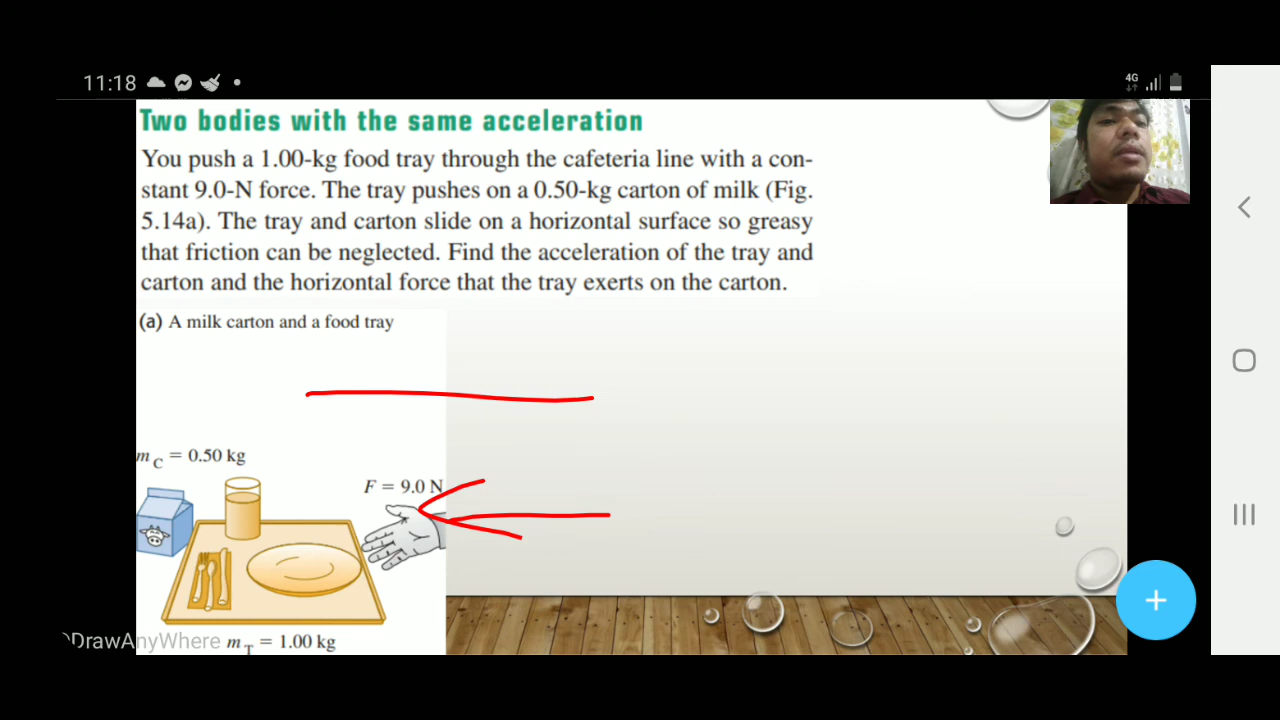 11:18
4G
Two bodies with the same acceleration
You push a 1.00-kg food tray through the cafeteria line with a con-
stant 9.0-N force. The tray pushes on a 0.50-kg carton of milk (Fig.
5.14a). The tray and carton slide on a horizontal surface so greasy
that friction can be neglected. Find the acceleration of the tray and
carton and the horizontal force that the tray exerts on the carton.
(a) A milk carton and a food tray
m_C = 0.50 kg
F = 9.0 N
DrawAnyWhere m_T = 1.00 kg